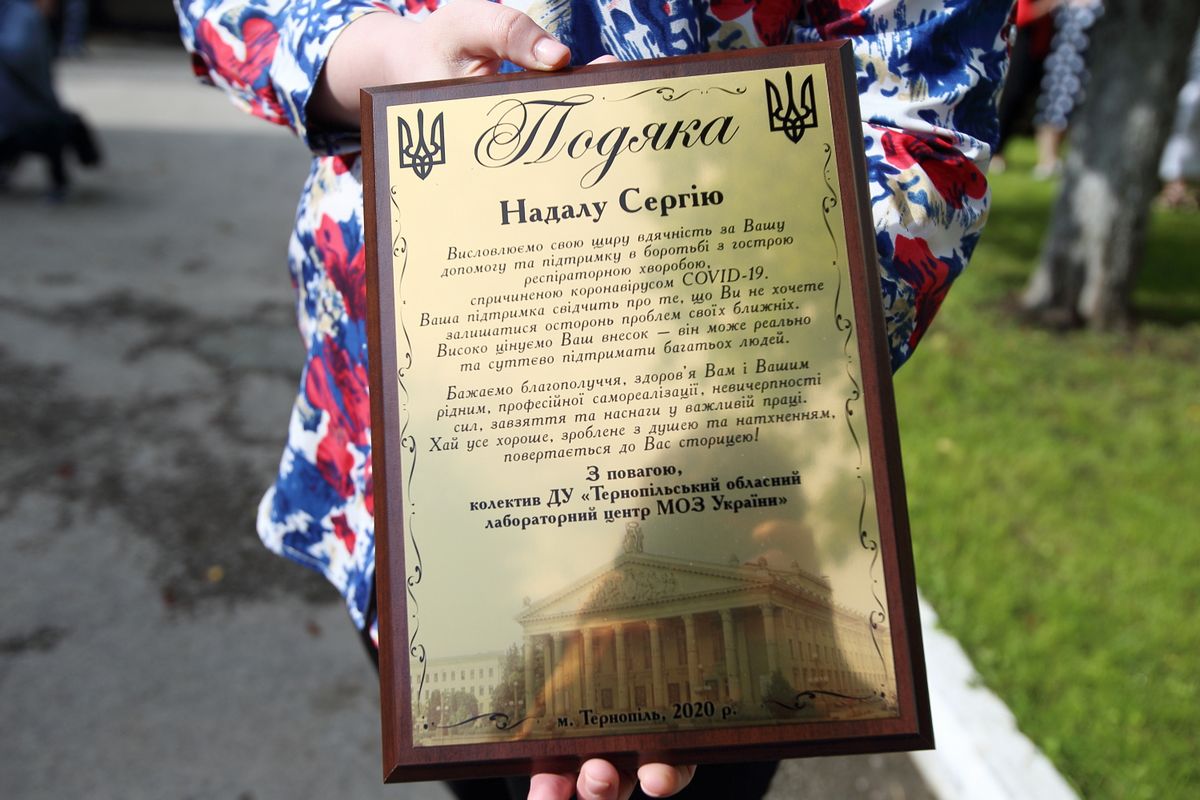 Подяка
Надалу Сергію
Висловлюємо свою щиру вдячність за Вашу
допомогу та підтримку в боротьбі з гострою
респіраторною хворобою,
спричиненою коронавірусом COVID-19.
Ваша підтримка свідчить про те, що Ви не хочете
залишатися осторонь проблем своїх ближніх.
Високо цінуємо Ваш внесок — він може реально
та суттєво підтримати багатьох людей.
Бажаємо благополуччя, здоров'я Вам і Вашим
рідним, професійної самореалізації, невичерпності
сил, завзяття та наснаги у важливій праці.
Хай усе хороше, зроблене з душею та натхненням,
повертається до Вас сторицею!
З повагою,
колектив ДУ «Тернопільський обласний
лабораторний центр МОЗ України»
м. Тернопіль, 2020 р.